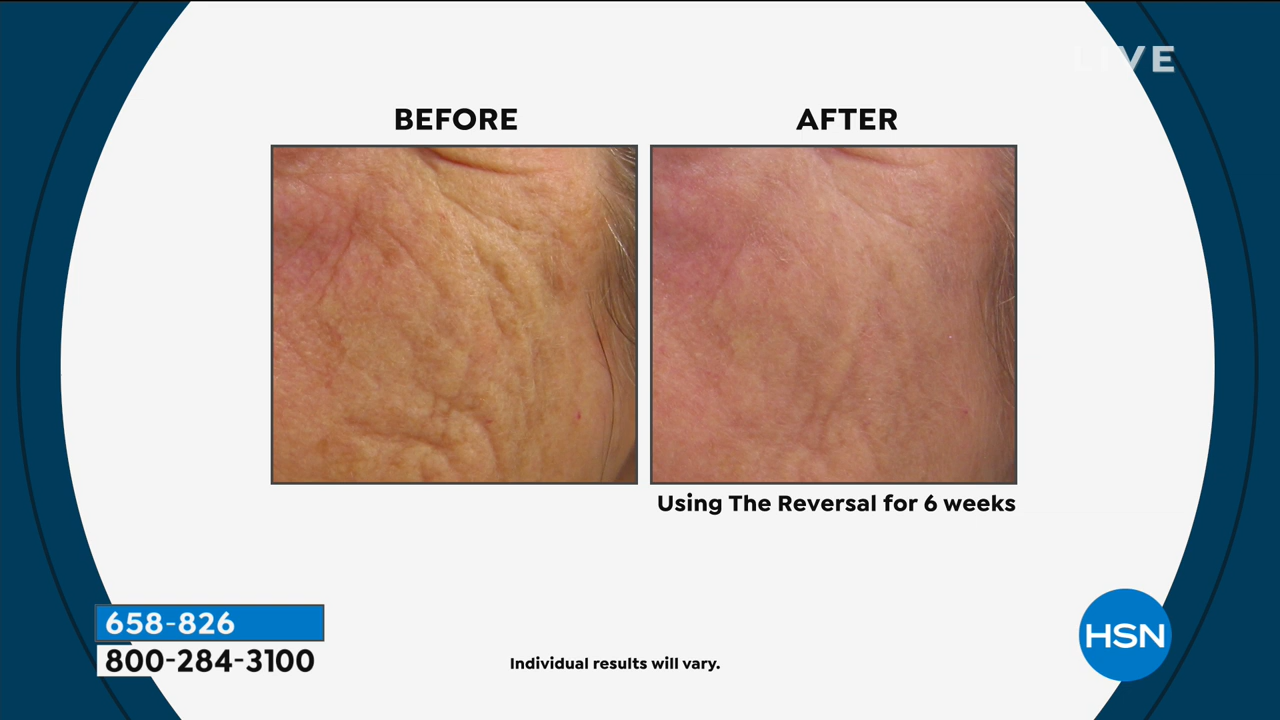 LIVE
BEFORE
AFTER
Using The Reversal for 6 weeks
658-826
800-284-3100
Individual results will vary.
HSN